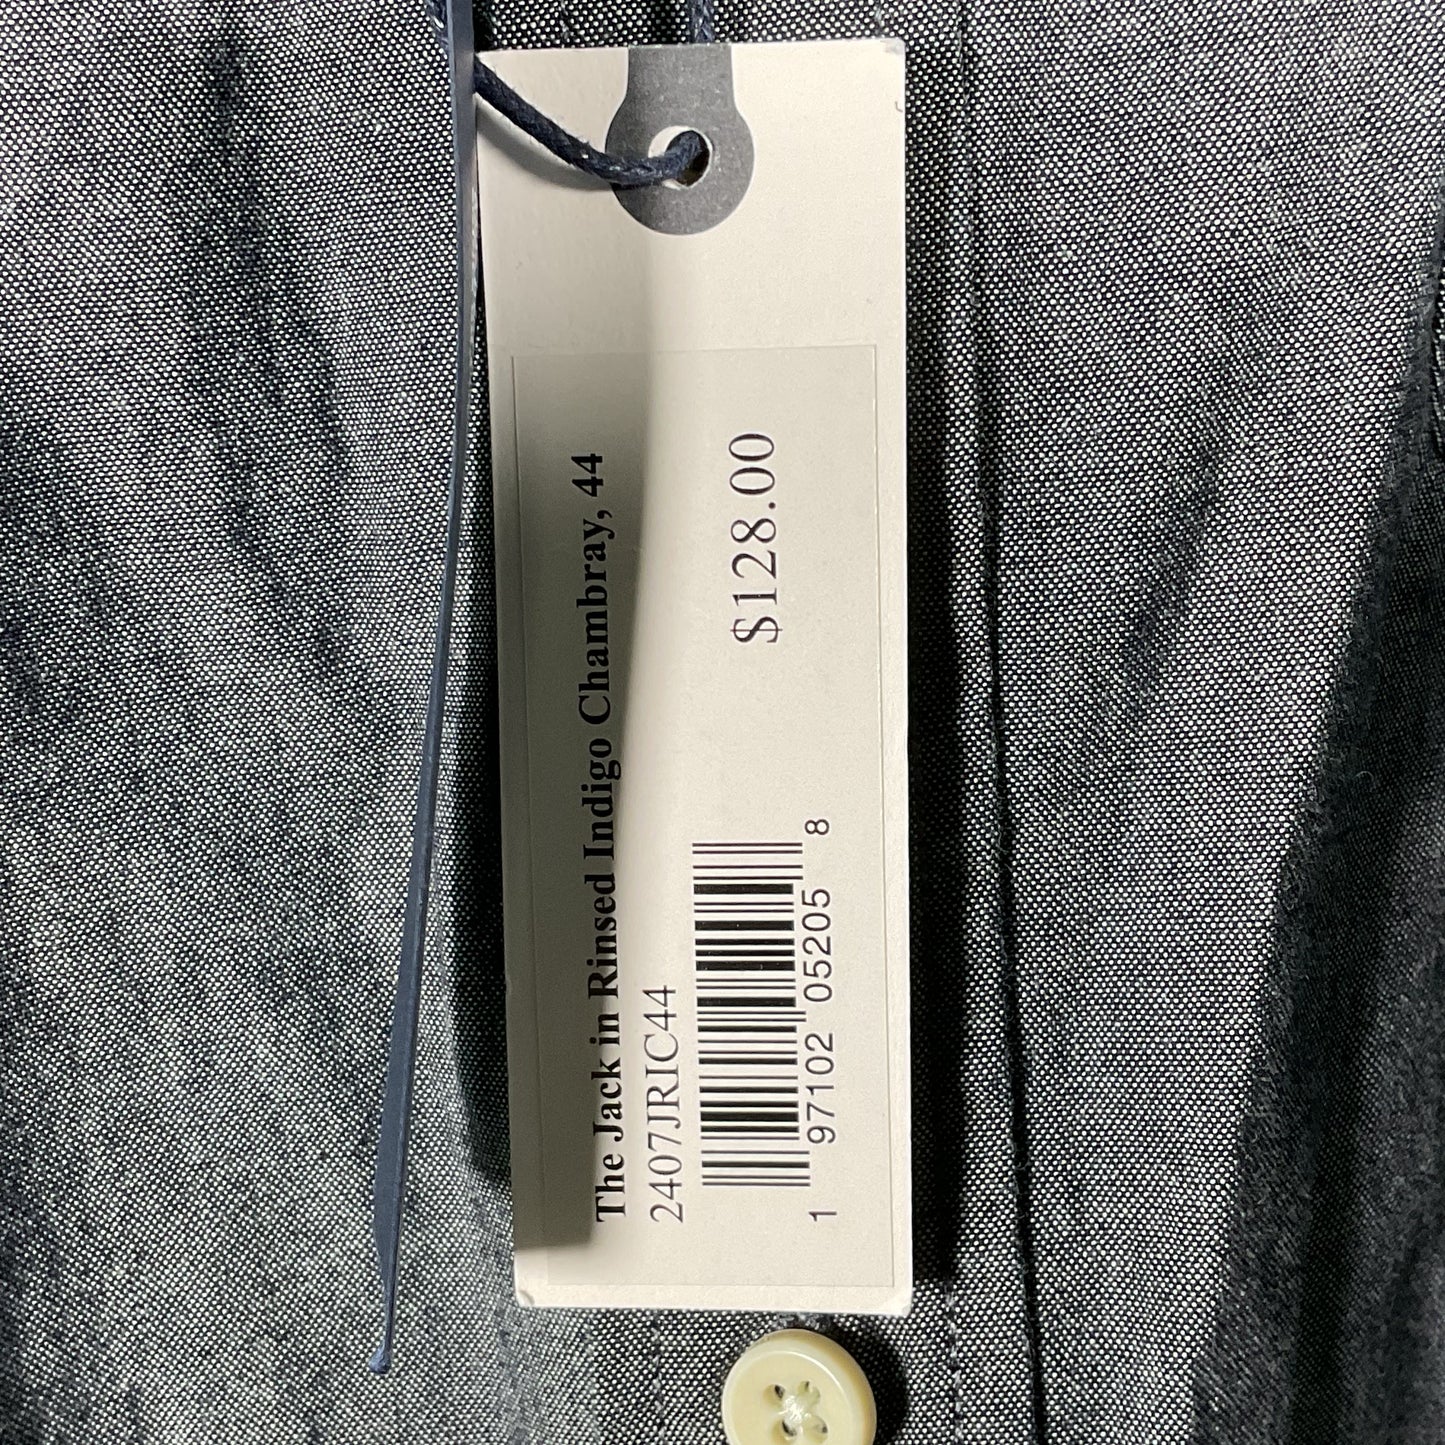 The Jack in Rinsed Indigo Chambray, 44
2407JRIC44
$128.00
1 97102 05205 8